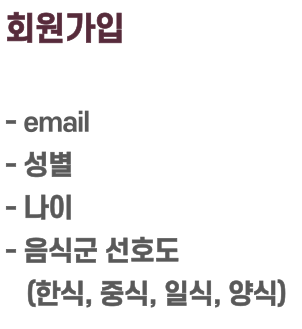 회원가입
- email
- 성별
- 나이
- 음식군 선호도
(한식, 중식, 일식, 양식)